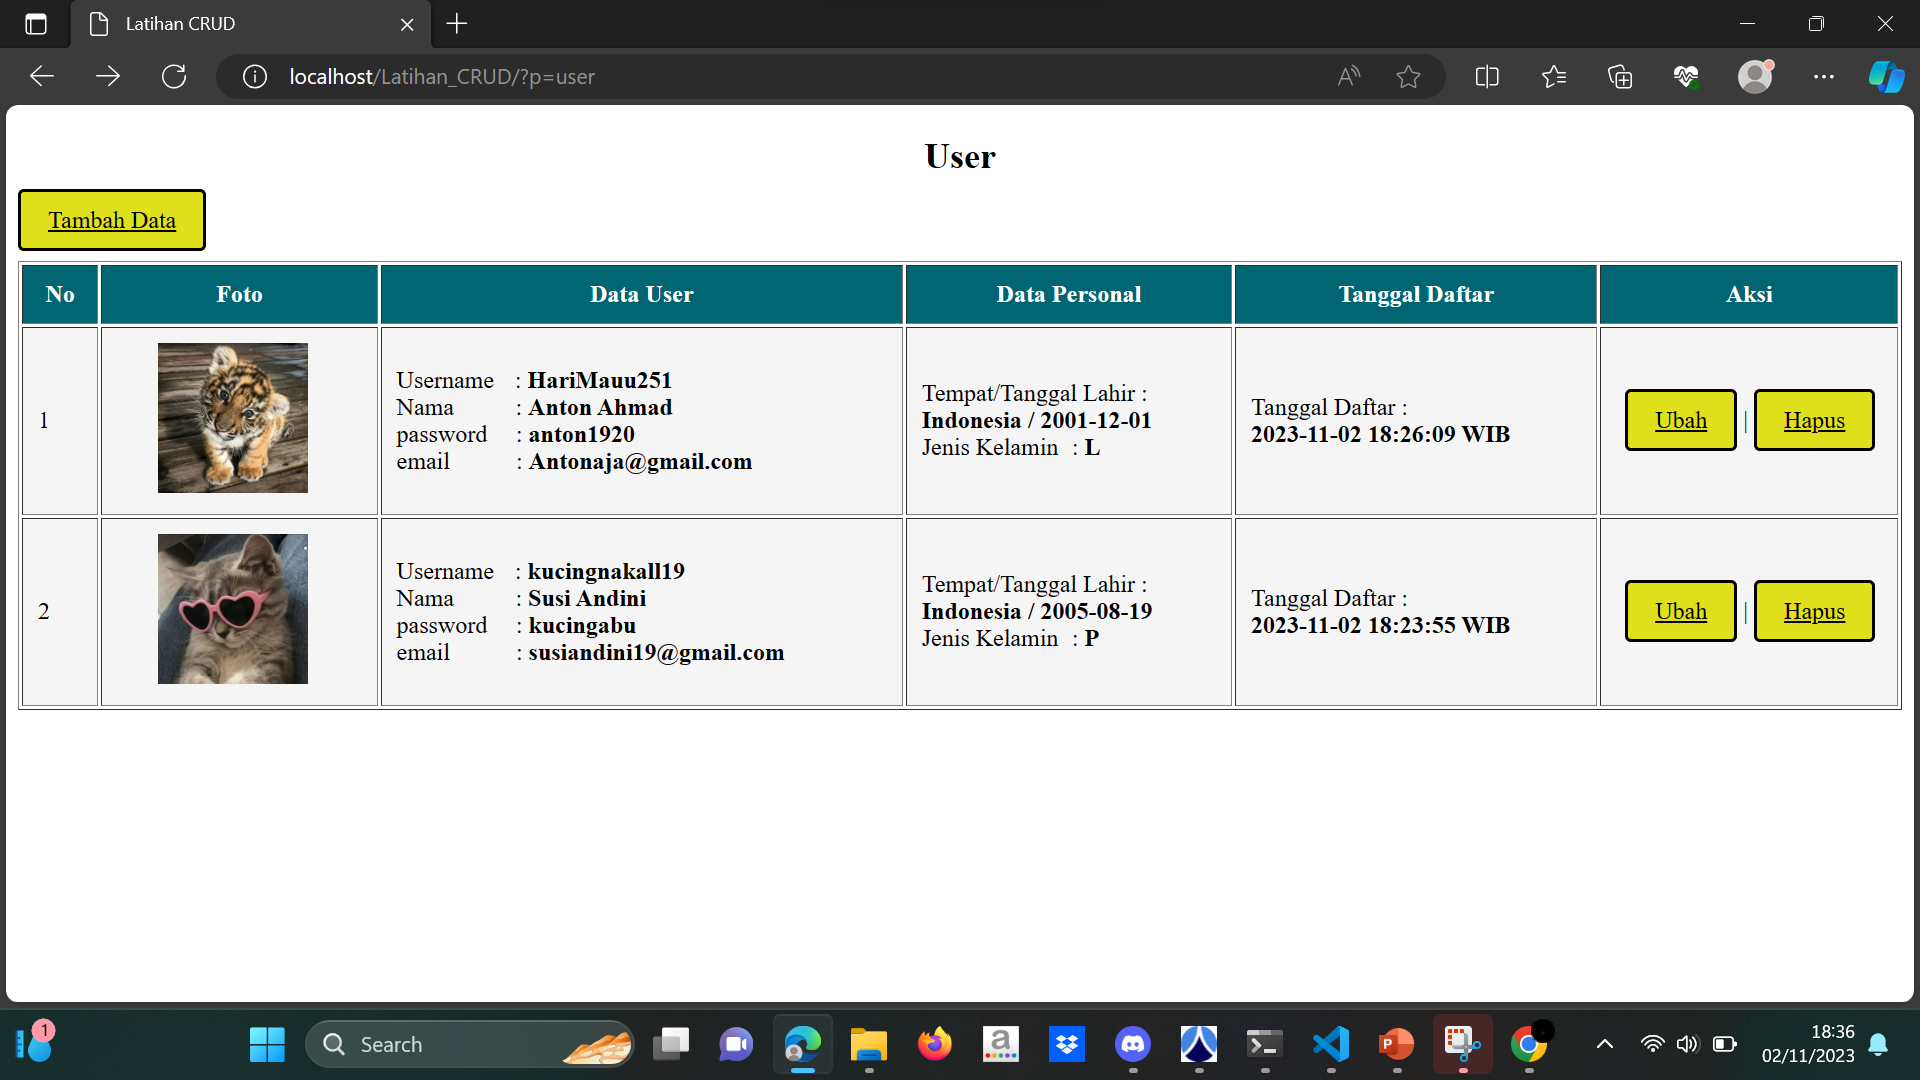 Latihan CRUD
localhost/Latihan_CRUD/?p=user
User
Tambah Data
No Foto Data User Data Personal Tanggal Daftar Aksi
1
Username : HariMauu251
Nama : Anton Ahmad
password : anton1920
email : Antonaja@gmail.com
Tempat/Tanggal Lahir :
Indonesia / 2001-12-01
Jenis Kelamin : L
Tanggal Daftar :
2023-11-02 18:26:09 WIB
Ubah | Hapus
2
Username : kucingnakall19
Nama : Susi Andini
password : kucingabu
email : susiandini19@gmail.com
Tempat/Tanggal Lahir :
Indonesia / 2005-08-19
Jenis Kelamin : P
Tanggal Daftar :
2023-11-02 18:23:55 WIB
Ubah | Hapus
1
Search
18:36
02/11/2023